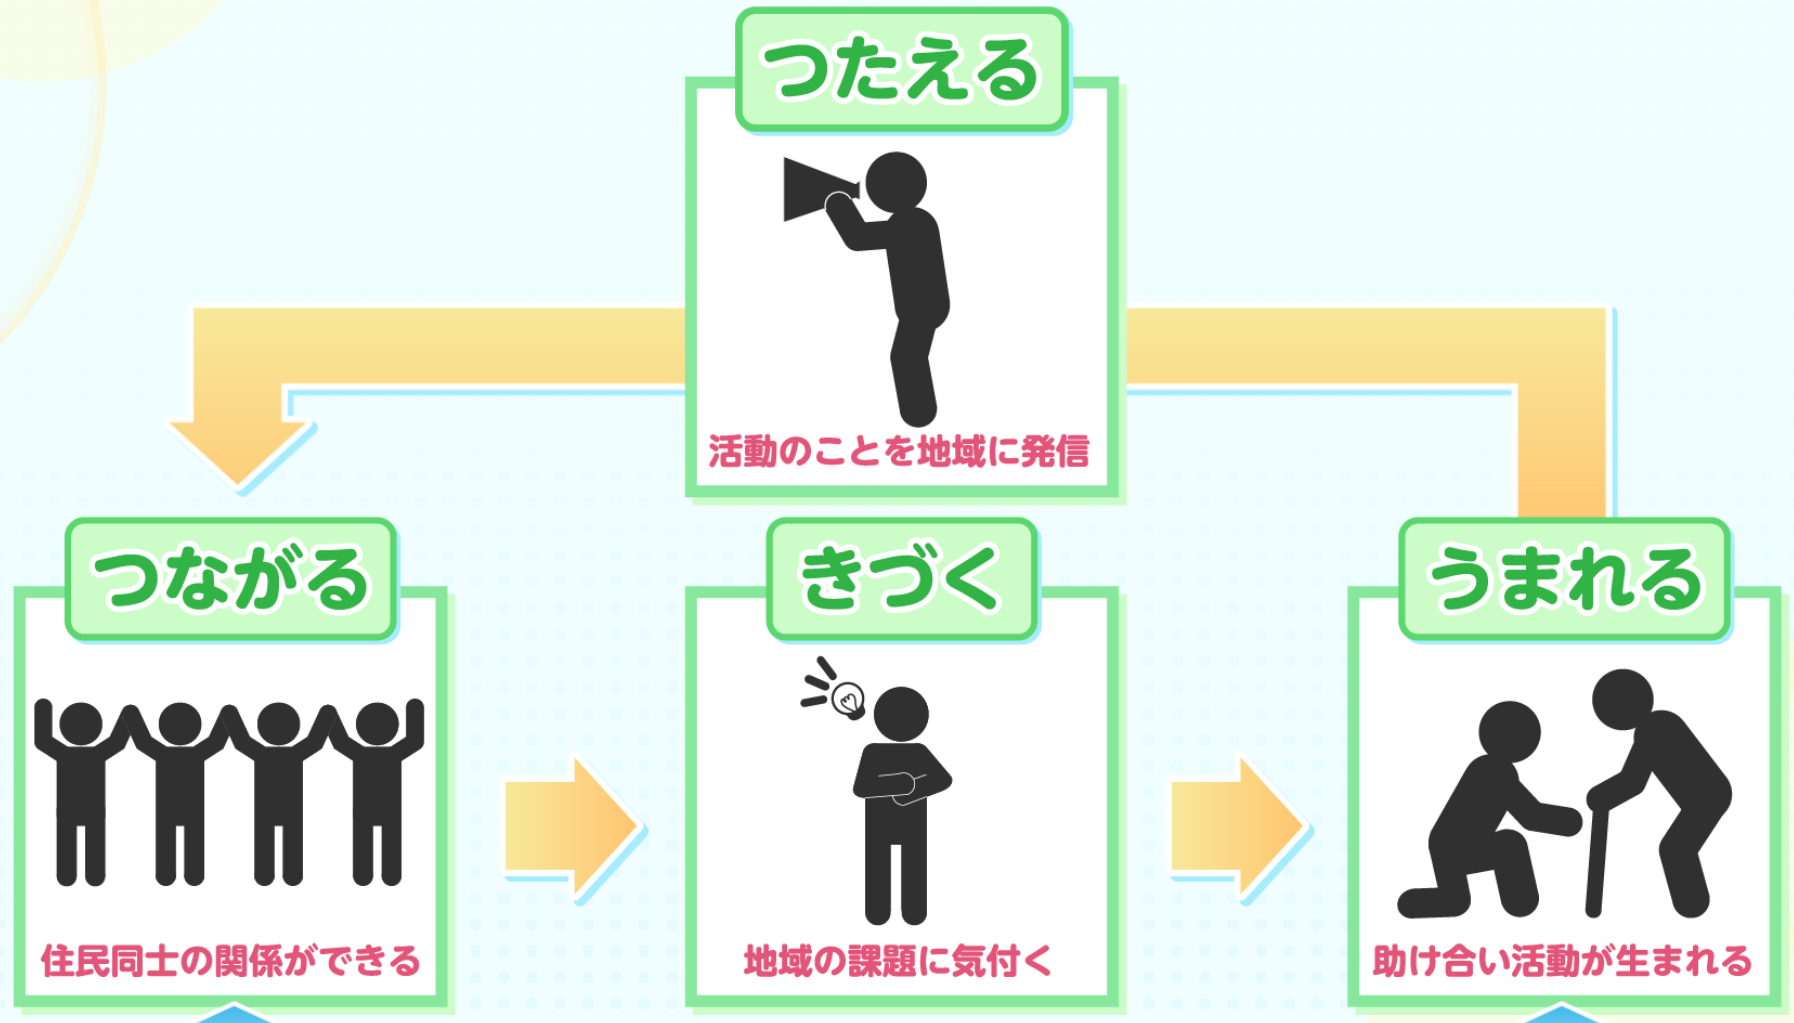 つたえる
活動のことを地域に発信
つながる
住民同士の関係ができる
きづく
地域の課題に気付く
うまれる
助け合い活動が生まれる